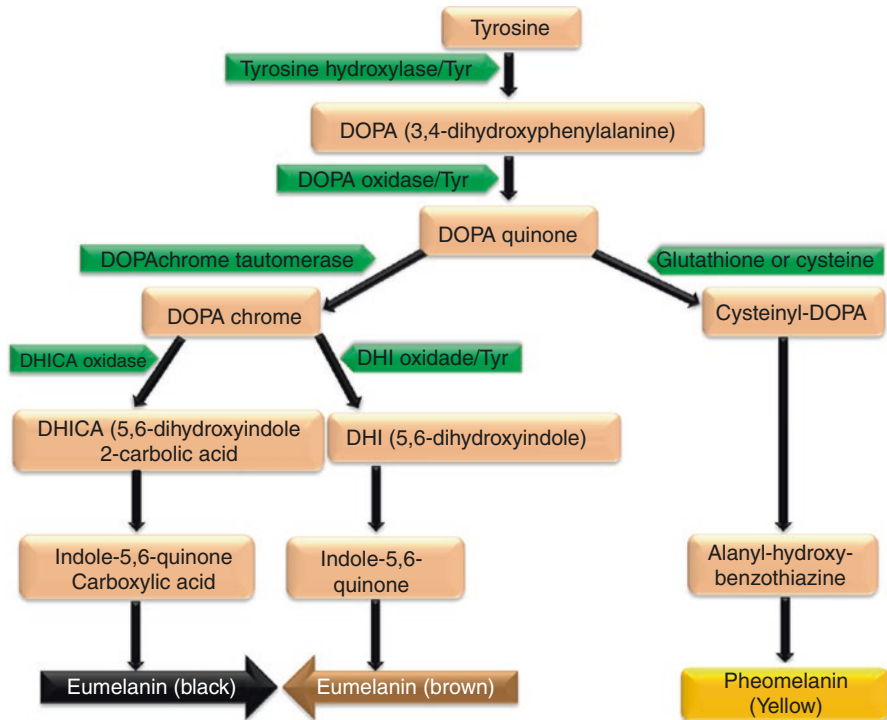 Tyrosine
Tyrosine hydroxylase/Tyr
DOPA (3,4-dihydroxyphenylalanine)
DOPA oxidase/Tyr
DOPA quinone
DOPAchrome tautomerase
Glutathione or cysteine
DOPA chrome
Cysteinyl-DOPA
DHICA oxidase
DHI oxidade/Tyr
DHICA (5,6-dihydroxyindole
2-carbolic acid
DHI (5,6-dihydroxyindole)
Indole-5,6-quinone
Carboxylic acid
Indole-5,6-
quinone
Alanyl-hydroxy-
benzothiazine
Eumelanin (black)
Eumelanin (brown)
Pheomelanin
(Yellow)